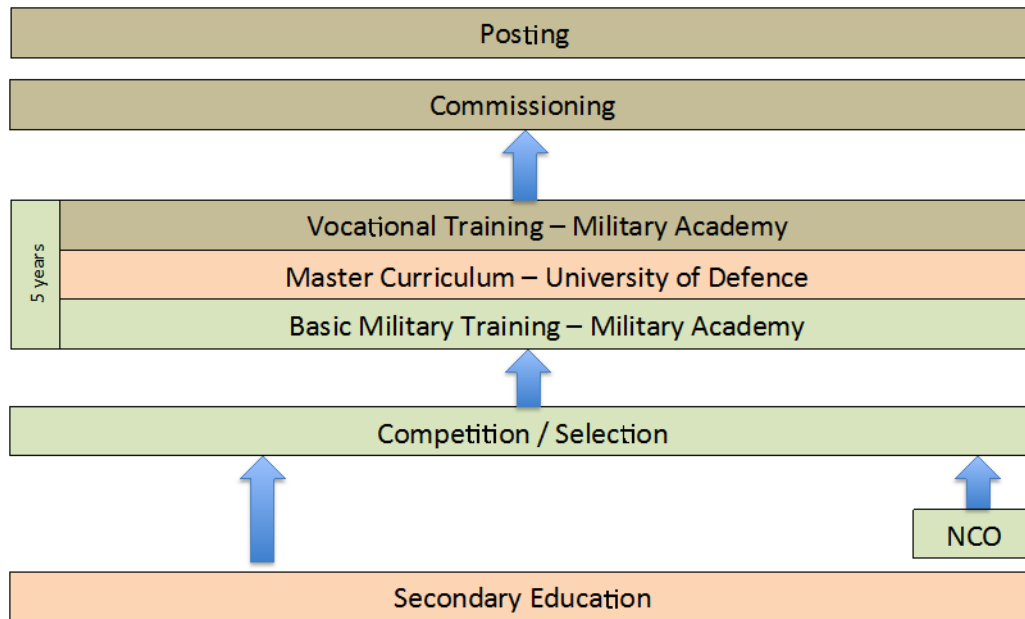 Posting
Commissioning
5 years
Vocational Training – Military Academy
Master Curriculum – University of Defence
Basic Military Training – Military Academy
Competition / Selection
NCO
Secondary Education